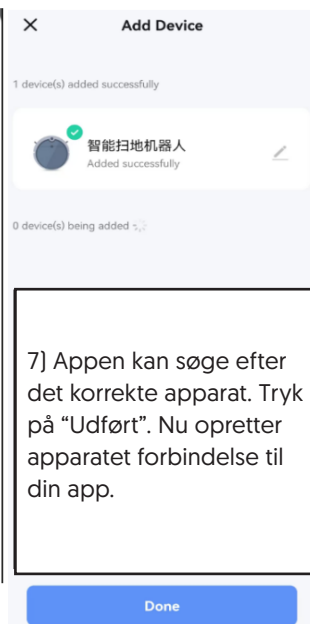 Add Device
1 device(s) added successfully
智能扫地机器人
Added successfully
0 device(s) being added
7) Appen kan søge efter
det korrekte apparat. Tryk
på “Udført”. Nu opretter
apparatet forbindelse til
din app.
Done